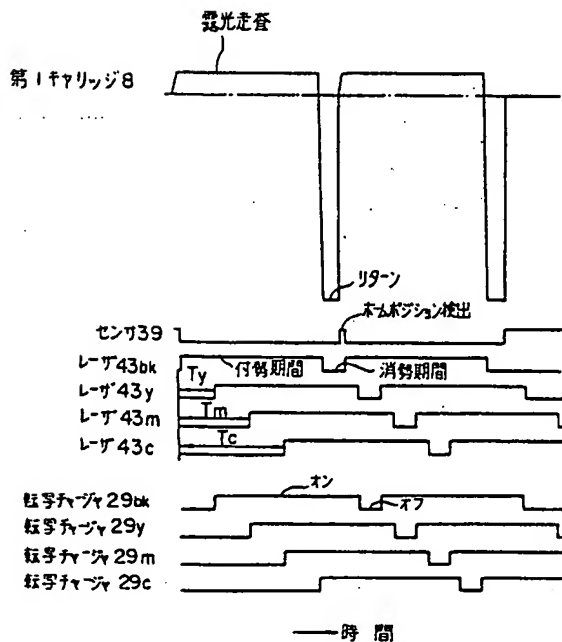 露光走査
第1キャリッジ8
リターン
ホームポジション検出
センサ39
レーザ43bk
付勢期間
消勢期間
Ty
レーザ43y
Tm
レーザ43m
Tc
レーザ43c
オン
転写チャージャ29bk
オフ
転写チャージャ29y
転写チャージャ29m
転写チャージャ29c
時間